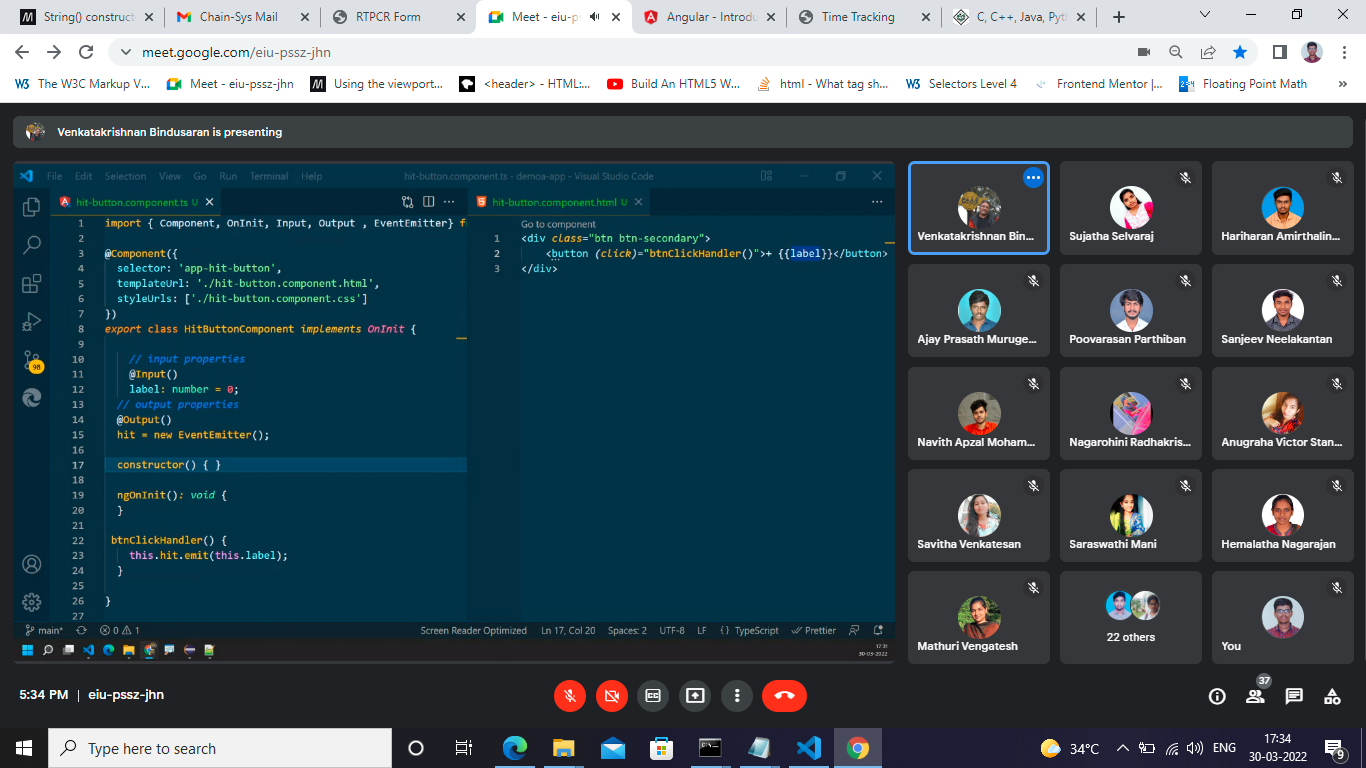 String() construct
Chain-Sys Mail
RTPCR Form
Meet - eiu-ps
Angular - Introdu
Time Tracking
C, C++, Java, Pyth
meet.google.com/eiu-pssz-jhn
The W3C Markup V...
Meet - eiu-pssz-jhn
Using the viewport...
<header> - HTML:...
Build An HTML5 W...
html - What tag sh...
Selectors Level 4
Frontend Mentor |...
Floating Point Math
Venkatakrishnan Bindusaran is presenting
File Edit Selection View Go Run Terminal Help
hit-button.component.ts - demoa-app - Visual Studio Code
hit-button.component.ts U
1 import { Component, OnInit, Input, Output , EventEmitter} f
2
3 @Component({
4 selector: 'app-hit-button',
5 templateUrl: './hit-button.component.html',
6 styleUrls: ['./hit-button.component.css']
7 })
8 export class HitButtonComponent implements OnInit {
9
10 // input properties
11 @Input()
12 label: number = 0;
13 // output properties
14 @Output()
15 hit = new EventEmitter();
16
17 constructor() { }
18
19 ngOnInit(): void {
20 }
21
22 btnClickHandler() {
23 this.hit.emit(this.label);
24 }
25
26 }
27
hit-button.component.html U
Go to component
1 <div class="btn btn-secondary">
2 <button (click)="btnClickHandler()">+ {{label}}</button>
3 </div>
98
main*
0 1
Screen Reader Optimized
Ln 17, Col 20
Spaces: 2
UTF-8
LF
{} TypeScript
Prettier
17:31
30-03-2022
Venkatakrishnan Bin...
Sujatha Selvaraj
Hariharan Amirthalin...
Ajay Prasath Muruge...
Poovarasan Parthiban
Sanjeev Neelakantan
Navith Apzal Moham...
Nagarohini Radhakris...
Anugraha Victor Stan...
Savitha Venkatesan
Saraswathi Mani
Hemalatha Nagarajan
Mathuri Vengatesh
22 others
You
5:34 PM | eiu-pssz-jhn
37
Type here to search
34°C
ENG
17:34
30-03-2022
9